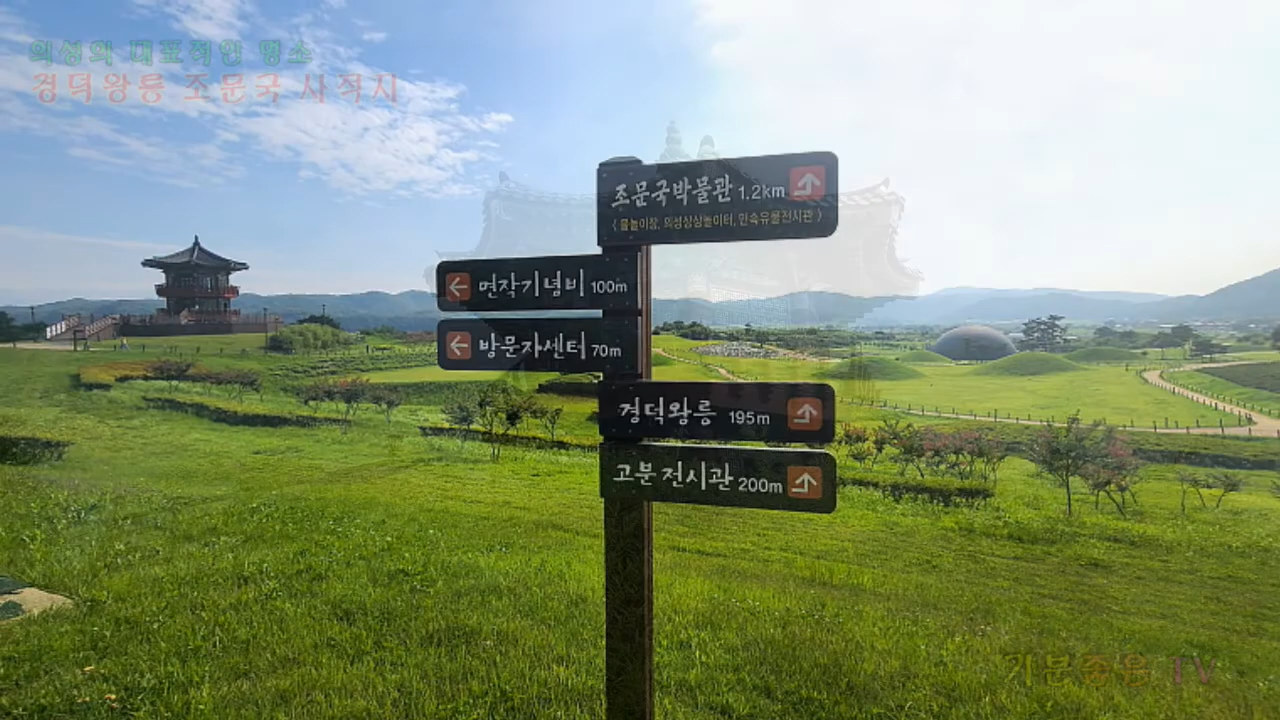 의성의 대표적인 명소
경덕왕릉 조문국 사적지
조문국박물관 1.2km
(물놀이장, 의성상상놀이터, 민속유물전시관)
면작기념비 100m
방문자센터 70m
경덕왕릉 195m
고분전시관 200m
기분좋은 TV